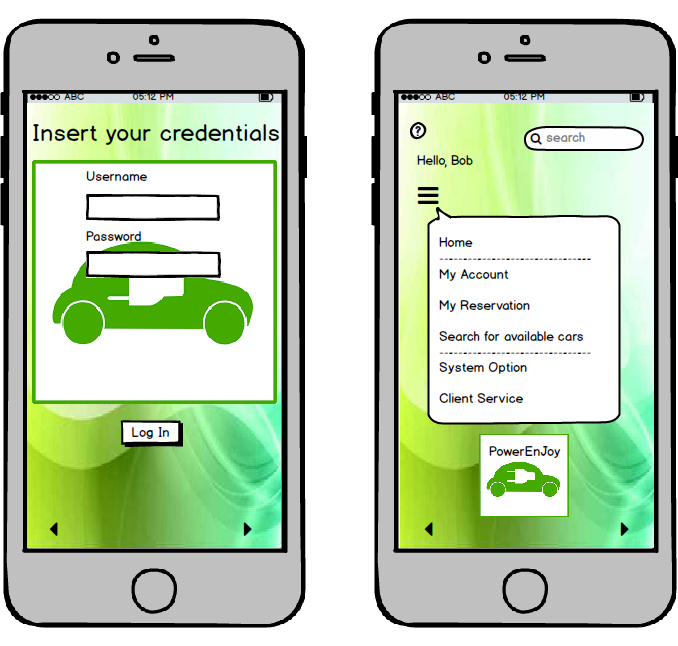 ABC 05:12 PM
Insert your credentials
Username
Password
Log In
ABC 05:12 PM
?
search
Hello, Bob
Home
My Account
My Reservation
Search for available cars
System Option
Client Service
PowerEnJoy